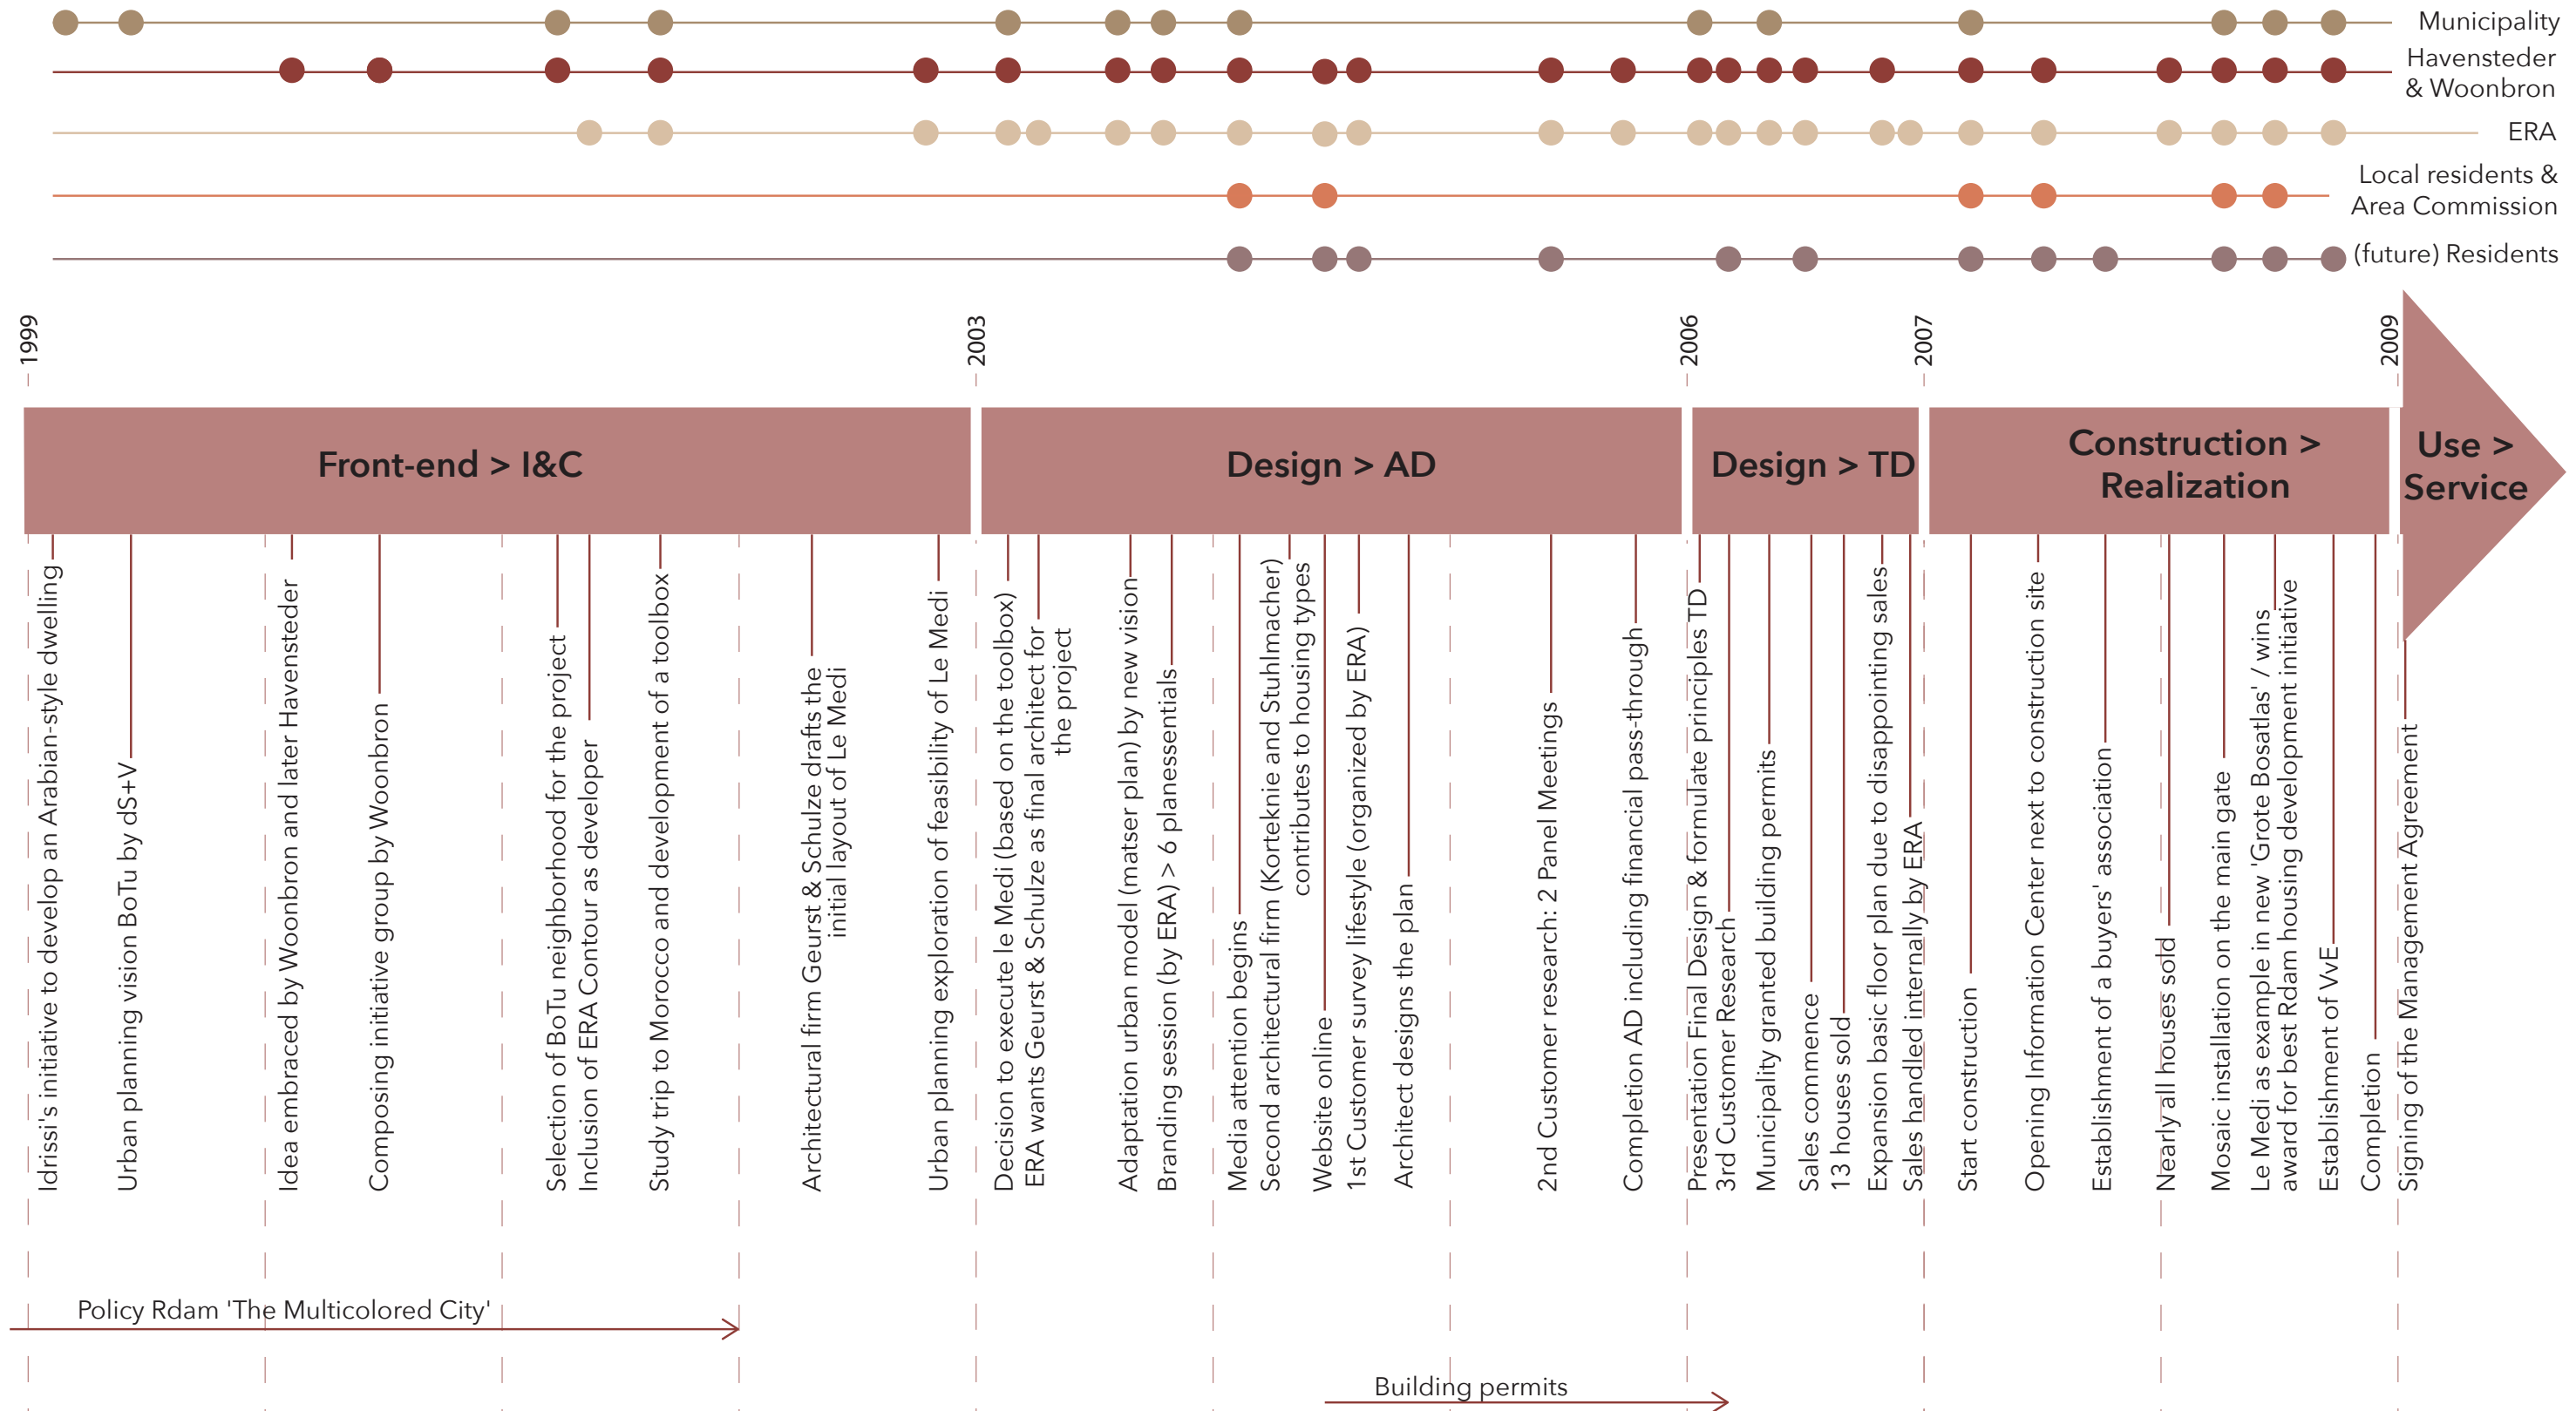 Municipality
Havensteder
& Woonbron
ERA
Local residents &
Area Commission
(future) Residents
1999
2003
2006
2007
2009
Front-end > I&C
Design > AD
Design > TD
Construction >
Realization
Use >
Service
Idrissi's initiative to develop an Arabian-style dwelling
Urban planning vision BoTu by dS+V
Idea embraced by Woonbron and later Havensteder
Composing initiative group by Woonbron
Selection of BoTu neighborhood for the project
Inclusion of ERA Contour as developer
Study trip to Morocco and development of a toolbox
Architectural firm Geurst & Schulze drafts the
initial layout of Le Medi
Urban planning exploration of feasibility of Le Medi
Decision to execute le Medi (based on the toolbox)
ERA wants Geurst & Schulze as final architect for
the project
Adaptation urban model (matser plan) by new vision
Branding session (by ERA) > 6 planessentials
Media attention begins
Second architectural firm (Korteknie and Stuhlmacher)
contributes to housing types
Website online
1st Customer survey lifestyle (organized by ERA)
Architect designs the plan
2nd Customer research: 2 Panel Meetings
Completion AD including financial pass-through
Presentation Final Design & formulate principles TD
3rd Customer Research
Municipality granted building permits
Sales commence
13 houses sold
Expansion basic floor plan due to disappointing sales
Sales handled internally by ERA
Start construction
Opening Information Center next to construction site
Establishment of a buyers' association
Nearly all houses sold
Mosaic installation on the main gate
Le Medi as example in new 'Grote Bosatlas' / wins
award for best Rdam housing development initiative
Establishment of VvE
Completion
Signing of the Management Agreement
Policy Rdam 'The Multicolored City'
Building permits